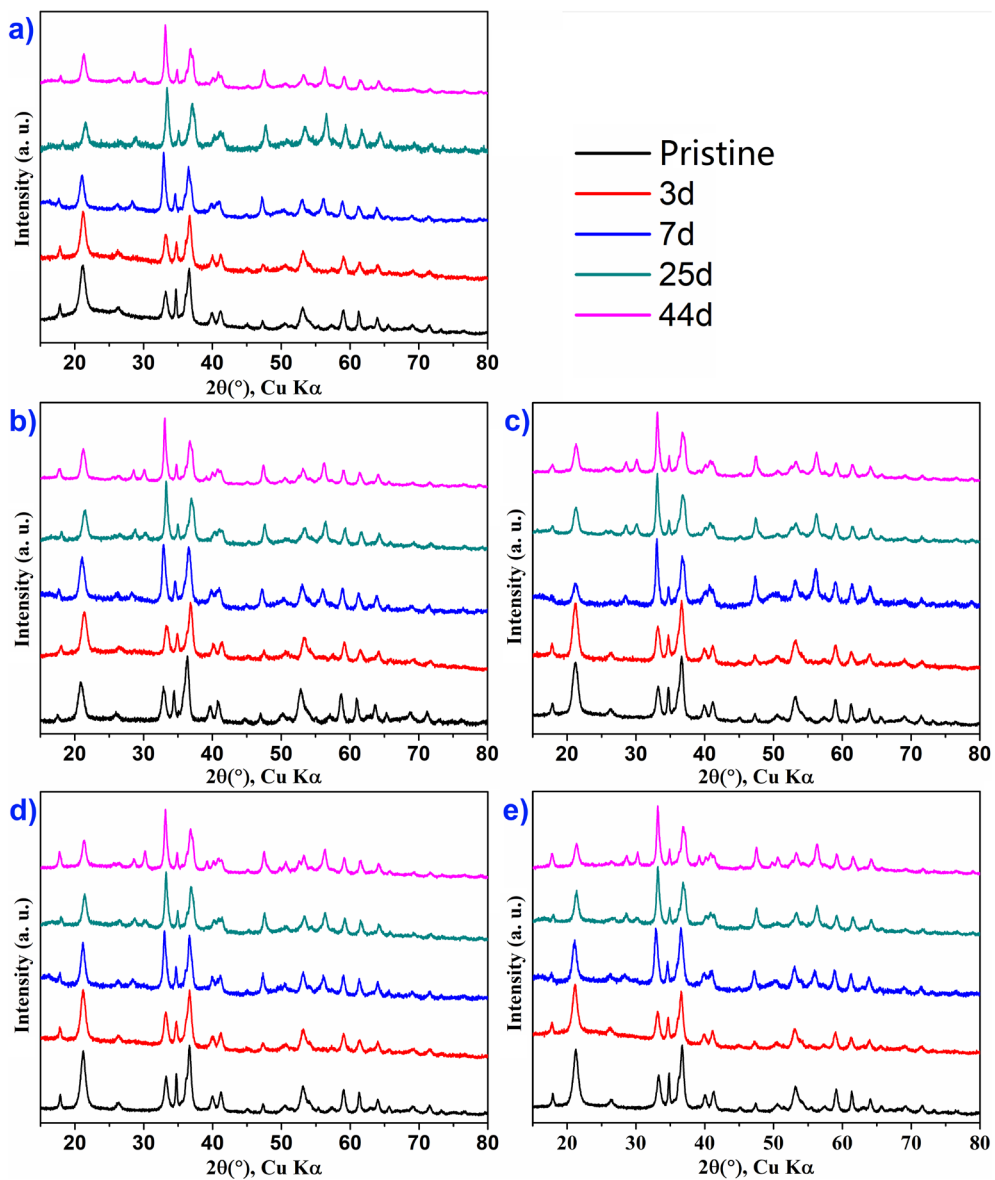 a)
Intensity (a. u.)
20 30 40 50 60 70 80
2θ(°), Cu Kα
Pristine
3d
7d
25d
44d
b)
Intensity (a. u.)
20 30 40 50 60 70 80
2θ(°), Cu Kα
c)
Intensity (a. u.)
20 30 40 50 60 70 80
2θ(°), Cu Kα
d)
Intensity (a. u.)
20 30 40 50 60 70 80
2θ(°), Cu Kα
e)
Intensity (a. u.)
20 30 40 50 60 70 80
2θ(°), Cu Kα